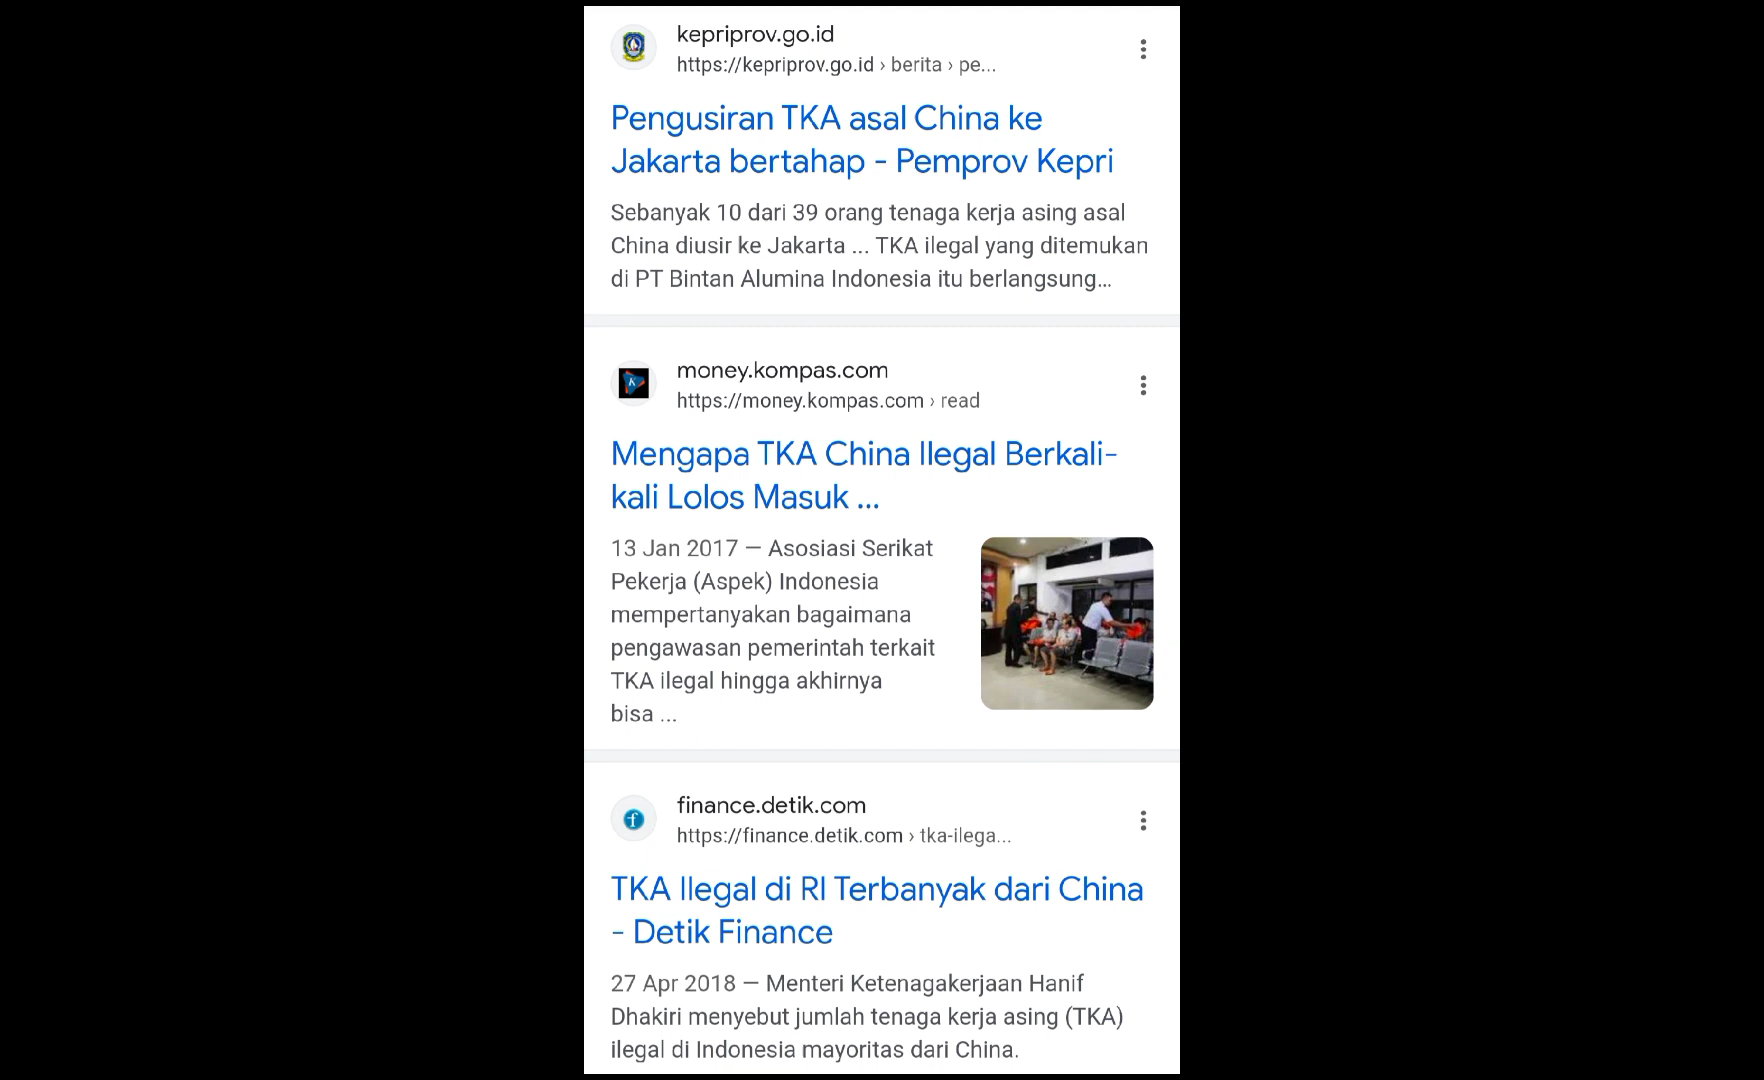 kepriprov.go.id
https://kepriprov.go.id › berita › pe...
Pengusiran TKA asal China ke
Jakarta bertahap - Pemprov Kepri
Sebanyak 10 dari 39 orang tenaga kerja asing asal
China diusir ke Jakarta ... TKA ilegal yang ditemukan
di PT Bintan Alumina Indonesia itu berlangsung...
money.kompas.com
https://money.kompas.com › read
Mengapa TKA China Ilegal Berkali-
kali Lolos Masuk ...
13 Jan 2017 — Asosiasi Serikat
Pekerja (Aspek) Indonesia
mempertanyakan bagaimana
pengawasan pemerintah terkait
TKA ilegal hingga akhirnya
bisa ...
finance.detik.com
https://finance.detik.com › tka-ilega...
TKA Ilegal di RI Terbanyak dari China
- Detik Finance
27 Apr 2018 — Menteri Ketenagakerjaan Hanif
Dhakiri menyebut jumlah tenaga kerja asing (TKA)
ilegal di Indonesia mayoritas dari China.